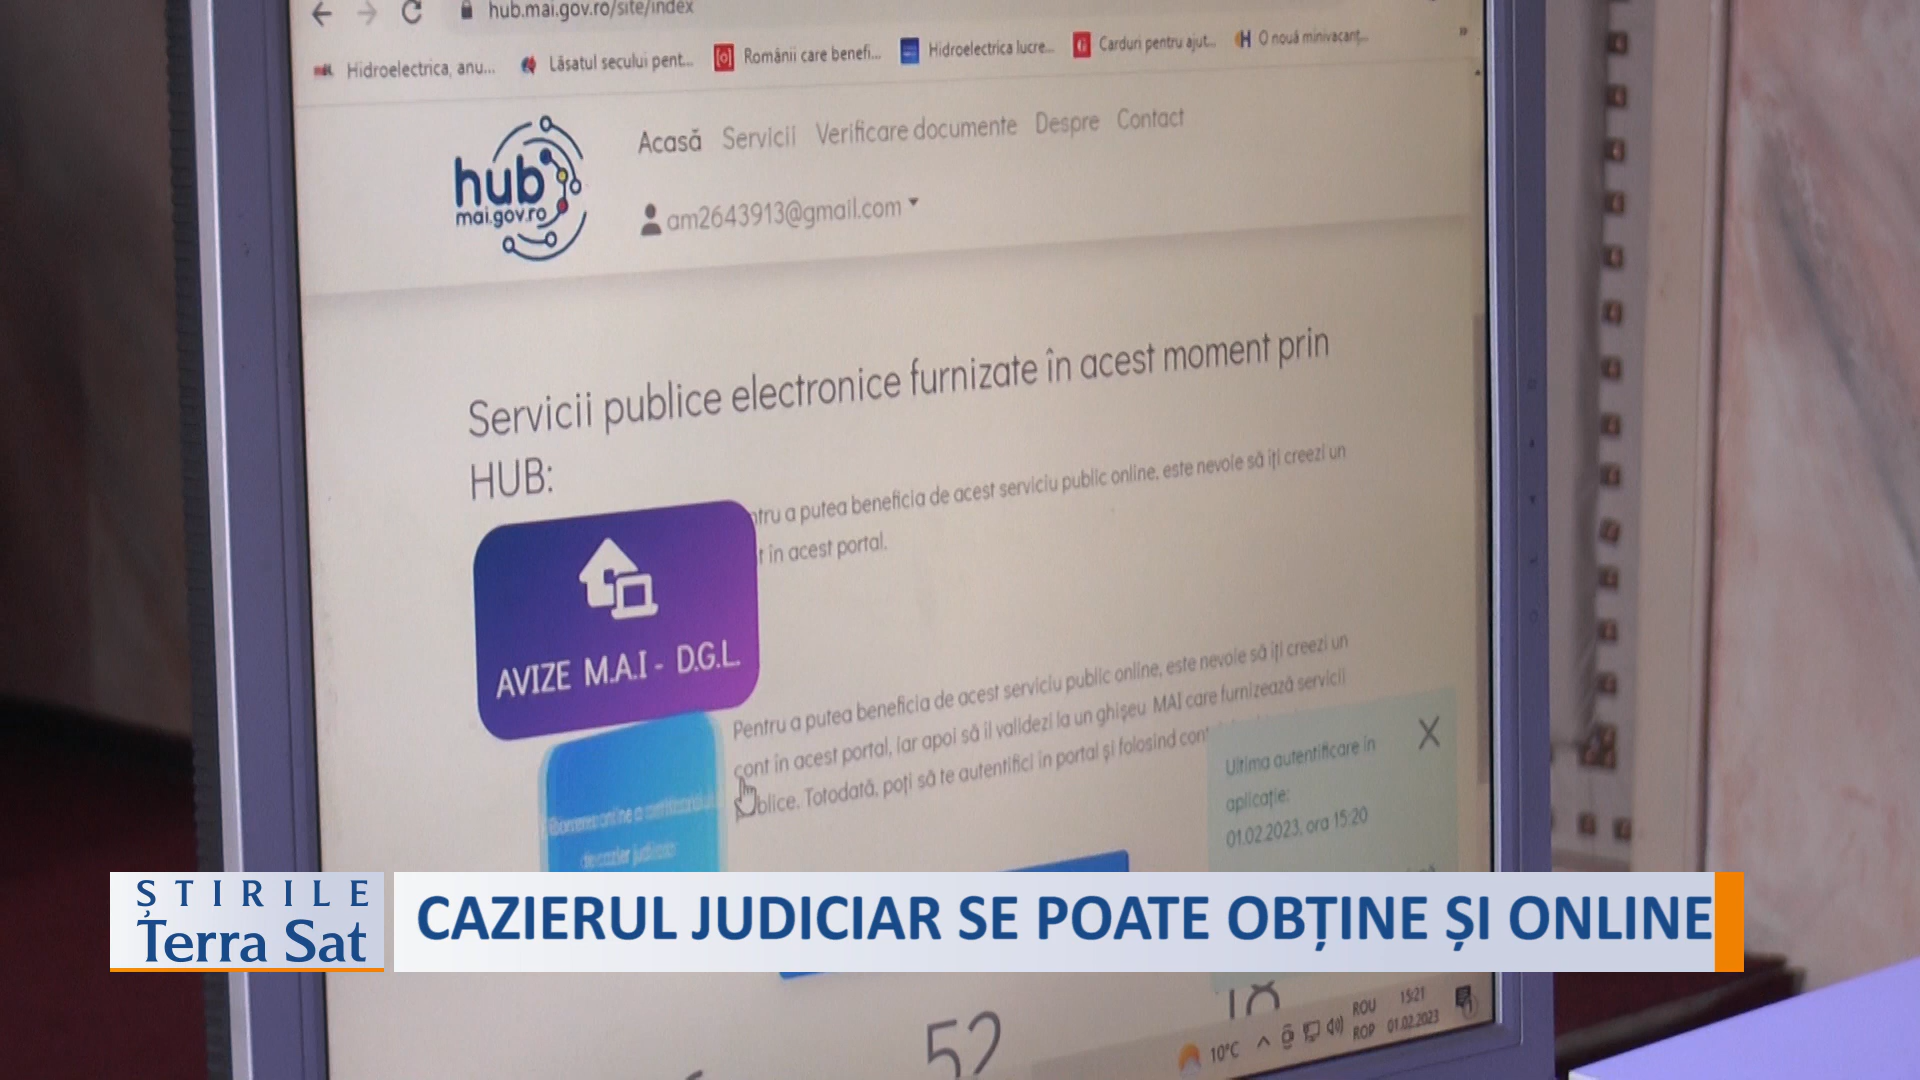 hub.mai.gov.ro/site/index
Hidroelectrica, anu... Lăsatul secului pent... Românii care benefi... Hidroelectrica lucre... Carduri pentru ajut... O nouă minivacanț...
hub
mai.gov.ro
Acasă Servicii Verificare documente Despre Contact
am2643913@gmail.com
Servicii publice electronice furnizate în acest moment prin
HUB:
ntru a putea beneficia de acest serviciu public online, este nevoie să îți creezi un
t în acest portal.
AVIZE M.A.I - D.G.L.
Pentru a putea beneficia de acest serviciu public online, este nevoie să îți creezi un
cont în acest portal, iar apoi să îl validezi la un ghișeu MAI care furnizează servicii
publice. Totodată, poți să te autentifici în portal și folosind cont
online a
de cazier judiciar
Ultima autentificare în
aplicație:
01.02.2023, ora 15:20
ȘTIRILE
Terra Sat
CAZIERUL JUDICIAR SE POATE OBȚINE ȘI ONLINE
52
10°C
ROU
ROP
15:21
01.02.2023